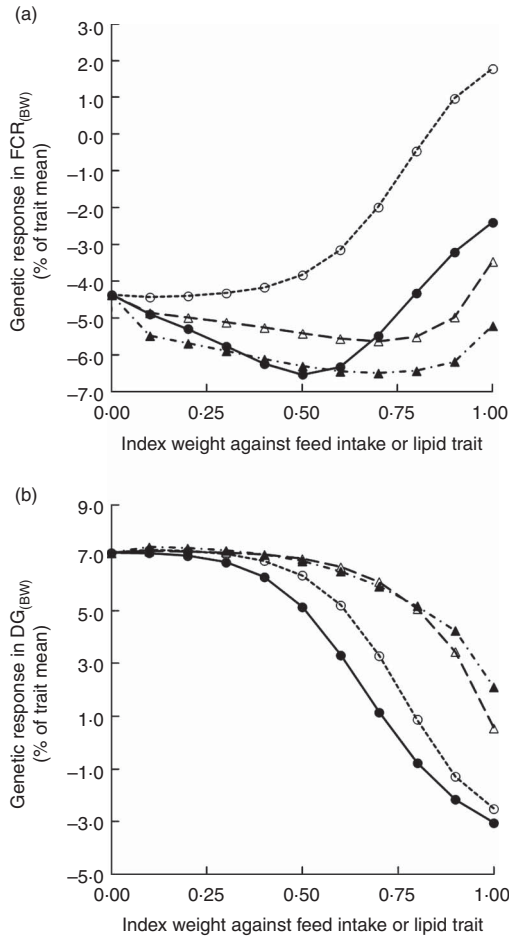 (a)
Genetic response in FCR(BW)
(% of trait mean)
3·0
2·0
1·0
0·0
−1·0
−2·0
−3·0
−4·0
−5·0
−6·0
−7·0
0·00 0·25 0·50 0·75 1·00
Index weight against feed intake or lipid trait
(b)
Genetic response in DG(BW)
(% of trait mean)
9·0
7·0
5·0
3·0
1·0
−1·0
−3·0
−5·0
0·00 0·25 0·50 0·75 1·00
Index weight against feed intake or lipid trait